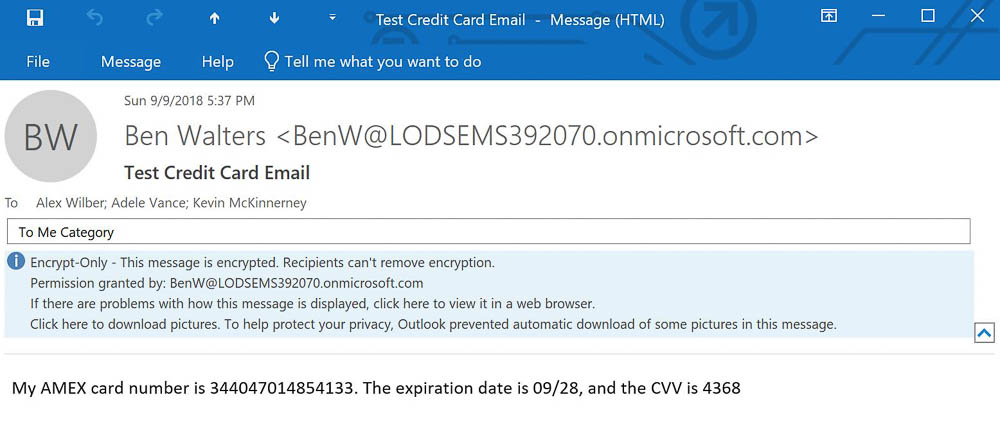 Test Credit Card Email - Message (HTML)
File Message Help Tell me what you want to do
Sun 9/9/2018 5:37 PM
BW
Ben Walters <BenW@LODSEMS392070.onmicrosoft.com>
Test Credit Card Email
To Alex Wilber; Adele Vance; Kevin McKinnerney
To Me Category
Encrypt-Only - This message is encrypted. Recipients can't remove encryption.
Permission granted by: BenW@LODSEMS392070.onmicrosoft.com
If there are problems with how this message is displayed, click here to view it in a web browser.
Click here to download pictures. To help protect your privacy, Outlook prevented automatic download of some pictures in this message.
My AMEX card number is 344047014854133. The expiration date is 09/28, and the CVV is 4368